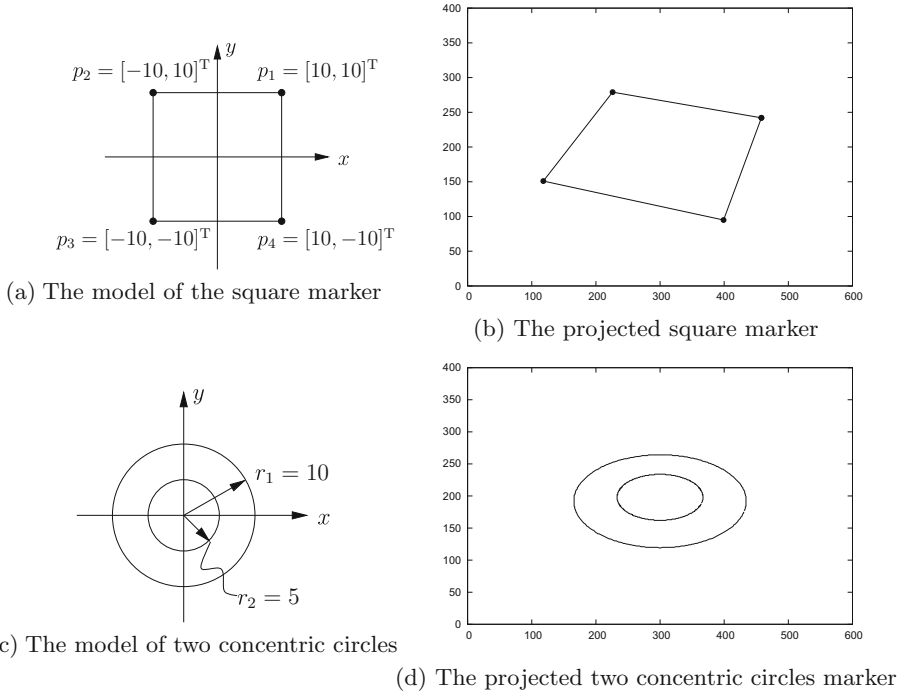 y
p₂ = [−10, 10]ᵀ
p₁ = [10, 10]ᵀ
x
p₃ = [−10, −10]ᵀ
p₄ = [10, −10]ᵀ
(a) The model of the square marker
400
350
300
250
200
150
100
50
0
0 100 200 300 400 500 600
(b) The projected square marker
y
r₁ = 10
x
r₂ = 5
c) The model of two concentric circles
400
350
300
250
200
150
100
50
0
0 100 200 300 400 500 600
(d) The projected two concentric circles marker